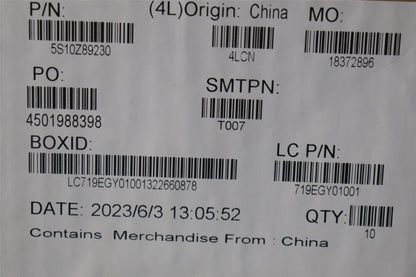 P/N: (4L)Origin: China MO:
5S10Z89230 4LCN 18372896
PO: SMTPN:
4501988398 T007
BOXID: LC P/N:
LC719EGY01001322660878 719EGY01001
DATE: 2023/6/3 13:05:52 QTY:
10
Contains Merchandise From : China